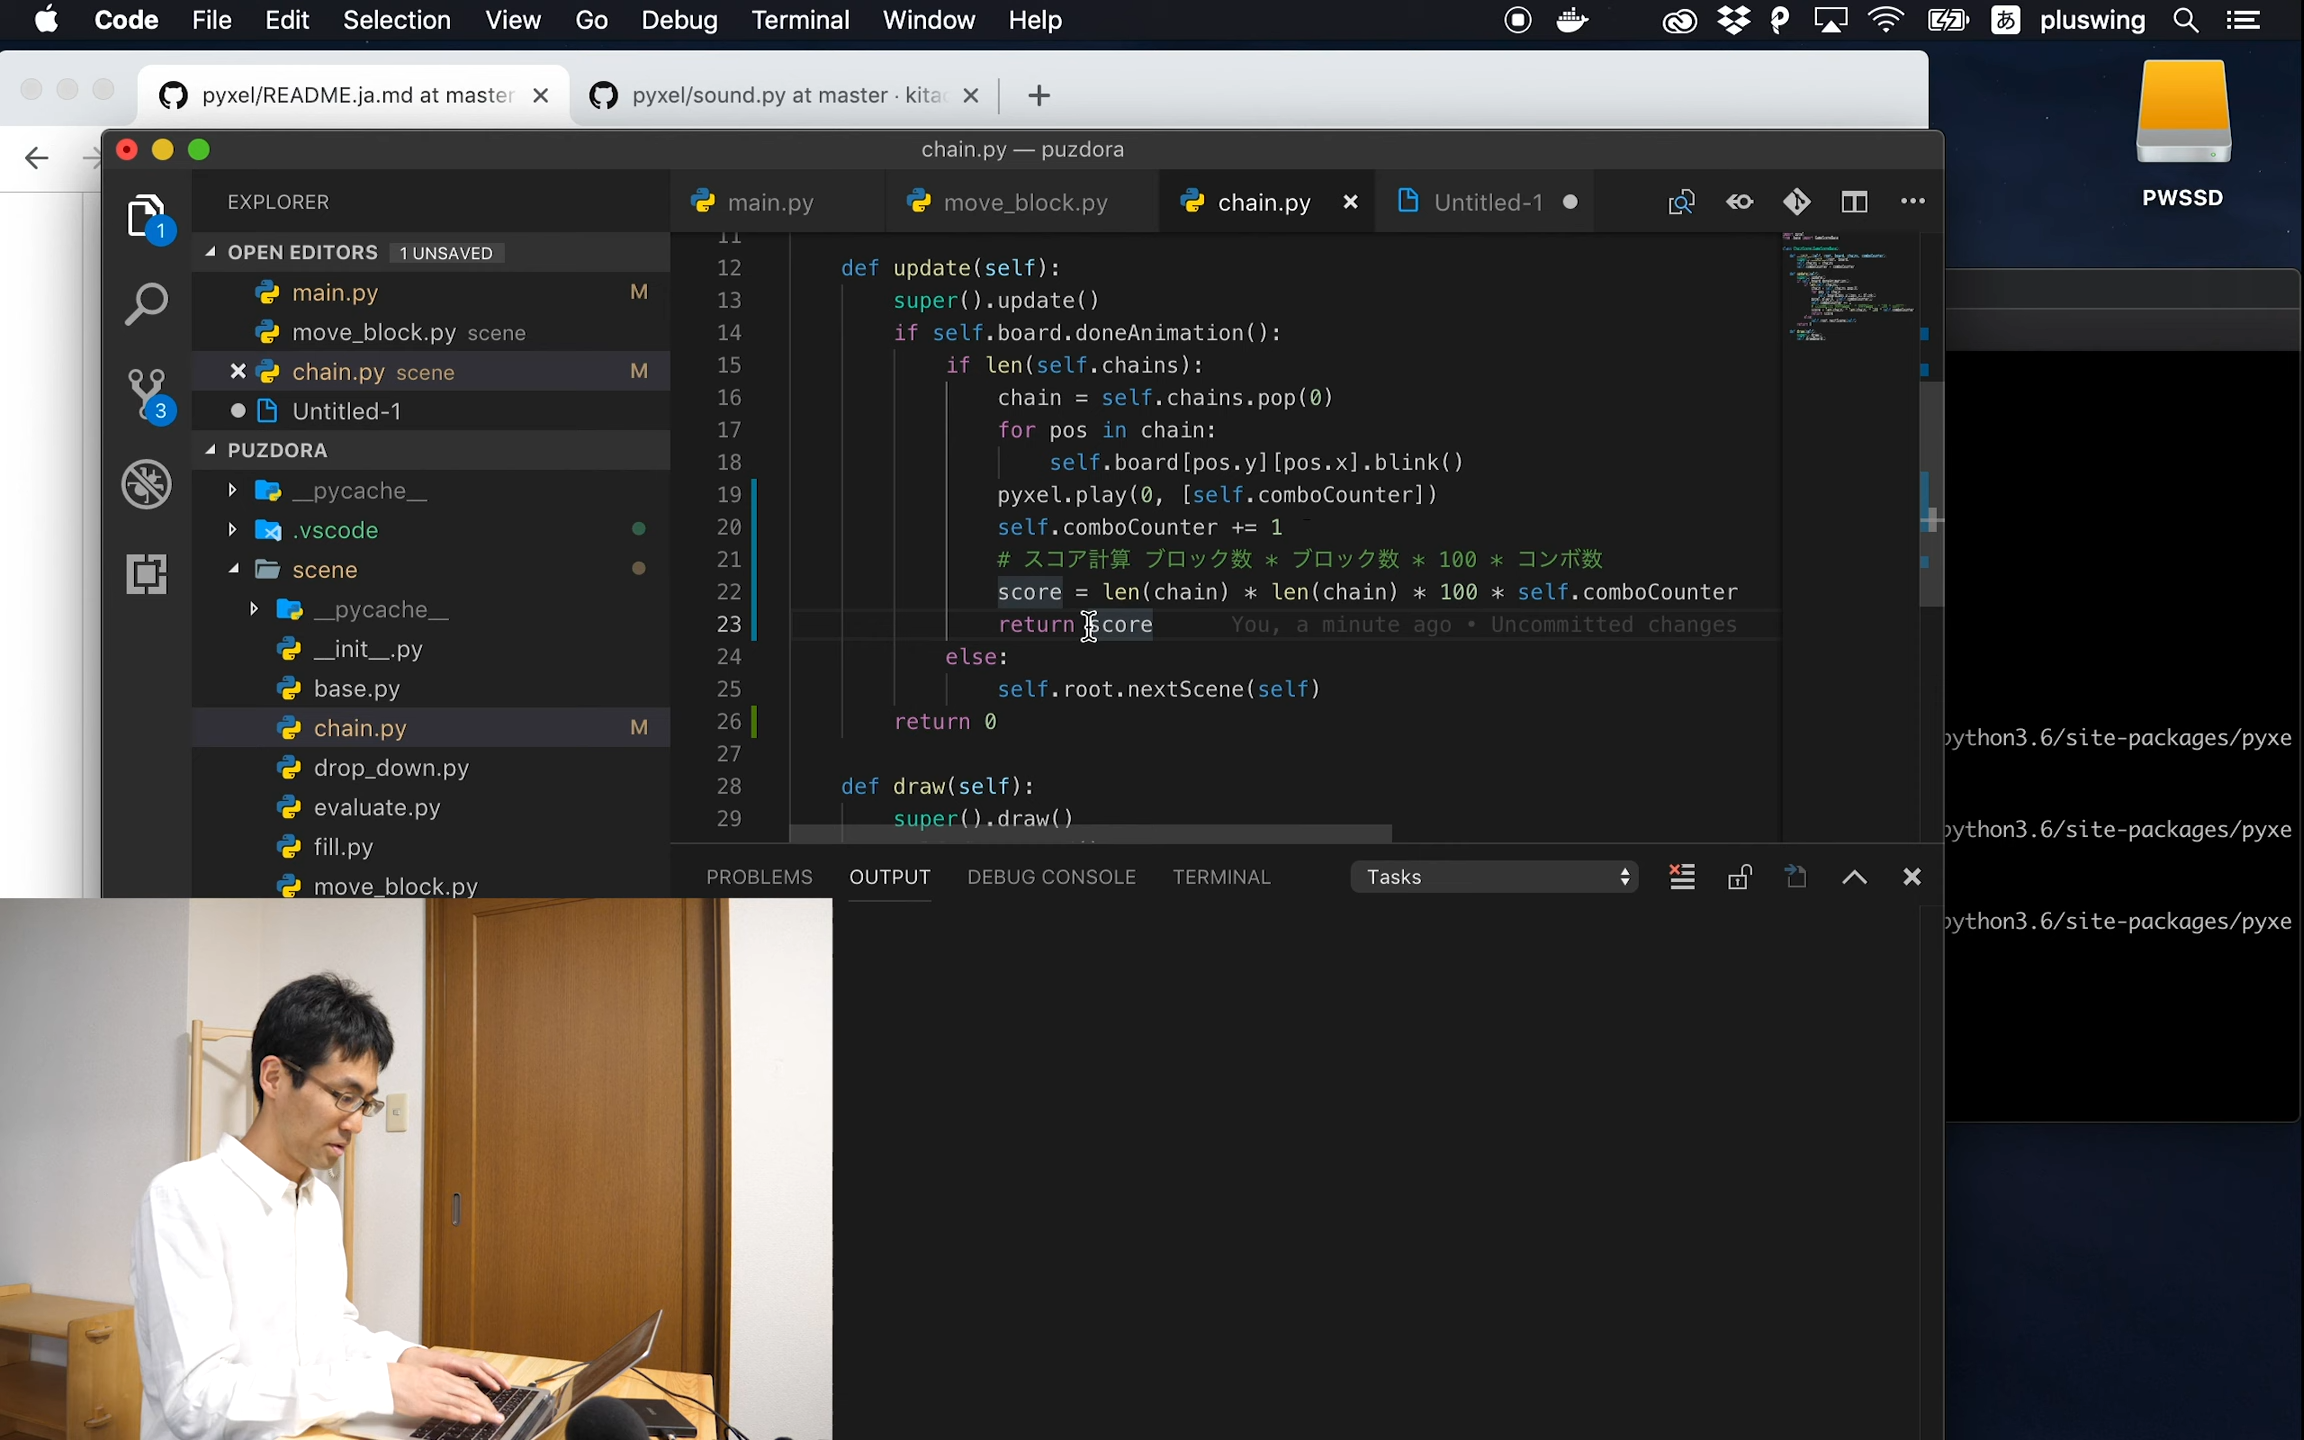 Code File Edit Selection View Go Debug Terminal Window Help あ pluswing
pyxel/README.ja.md at master
pyxel/sound.py at master · kitao
PWSSD
chain.py — puzdora
EXPLORER
OPEN EDITORS 1 UNSAVED
main.py M
move_block.py scene
chain.py scene M
Untitled-1
PUZDORA
__pycache__
.vscode
scene
__pycache__
__init__.py
base.py
chain.py M
drop_down.py
evaluate.py
fill.py
move_block.py
1
3
main.py move_block.py chain.py Untitled-1
11
12 def update(self):
13 super().update()
14 if self.board.doneAnimation():
15 if len(self.chains):
16 chain = self.chains.pop(0)
17 for pos in chain:
18 self.board[pos.y][pos.x].blink()
19 pyxel.play(0, [self.comboCounter])
20 self.comboCounter += 1
21 # スコア計算 ブロック数 * ブロック数 * 100 * コンボ数
22 score = len(chain) * len(chain) * 100 * self.comboCounter
23 return score You, a minute ago • Uncommitted changes
24 else:
25 self.root.nextScene(self)
26 return 0
27
28 def draw(self):
29 super().draw()
PROBLEMS OUTPUT DEBUG CONSOLE TERMINAL Tasks
python3.6/site-packages/pyxe
python3.6/site-packages/pyxe
python3.6/site-packages/pyxe